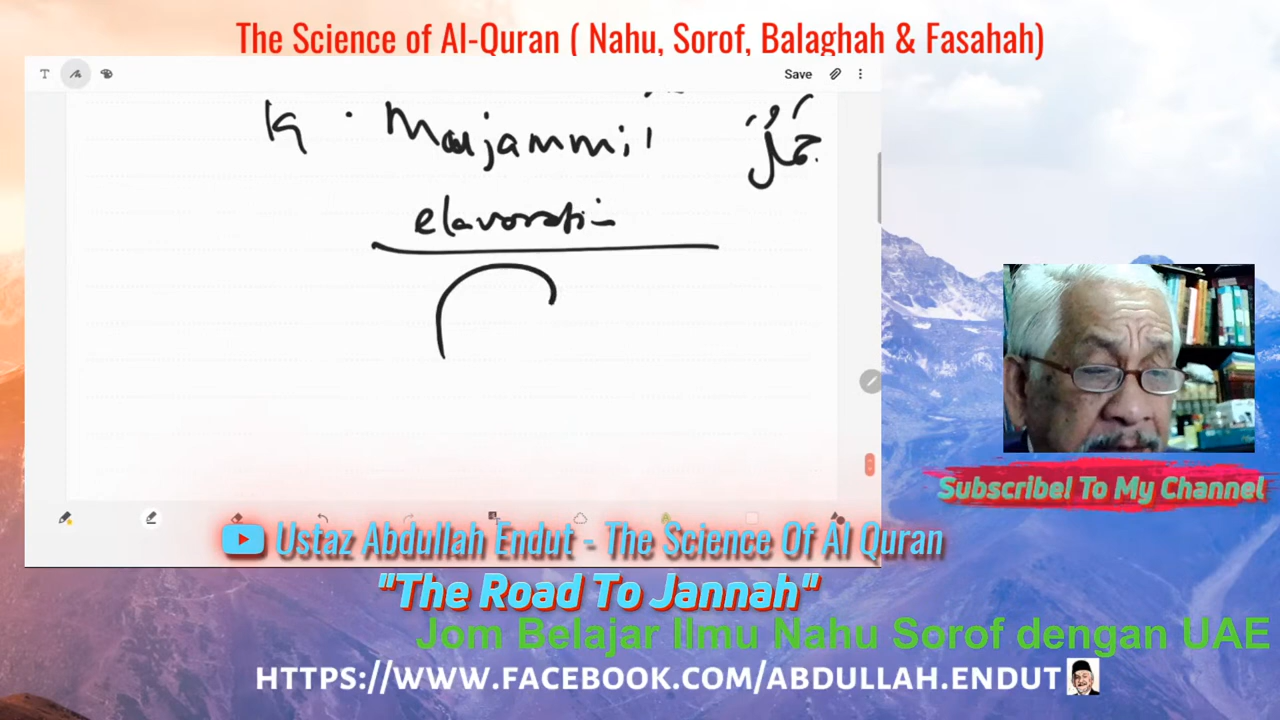 The Science of Al-Quran ( Nahu, Sorof, Balaghah & Fasahah)
T
Save
elavorati-
Subscribe! To My Channel
Ustaz Abdullah Endut - The Science Of Al Quran
"The Road To Jannah"
Jom Belajar Ilmu Nahu Sorof dengan UAE
HTTPS://WWW.FACEBOOK.COM/ABDULLAH.ENDUT